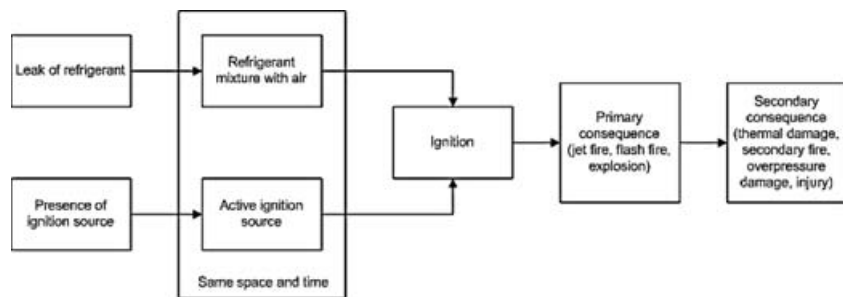 Leak of refrigerant
Refrigerant
mixture with air
Ignition
Primary
consequence
(jet fire, flash fire,
explosion)
Secondary
consequence
(thermal damage,
secondary fire,
overpressure
damage, injury)
Presence of
ignition source
Active ignition
source
Same space and time